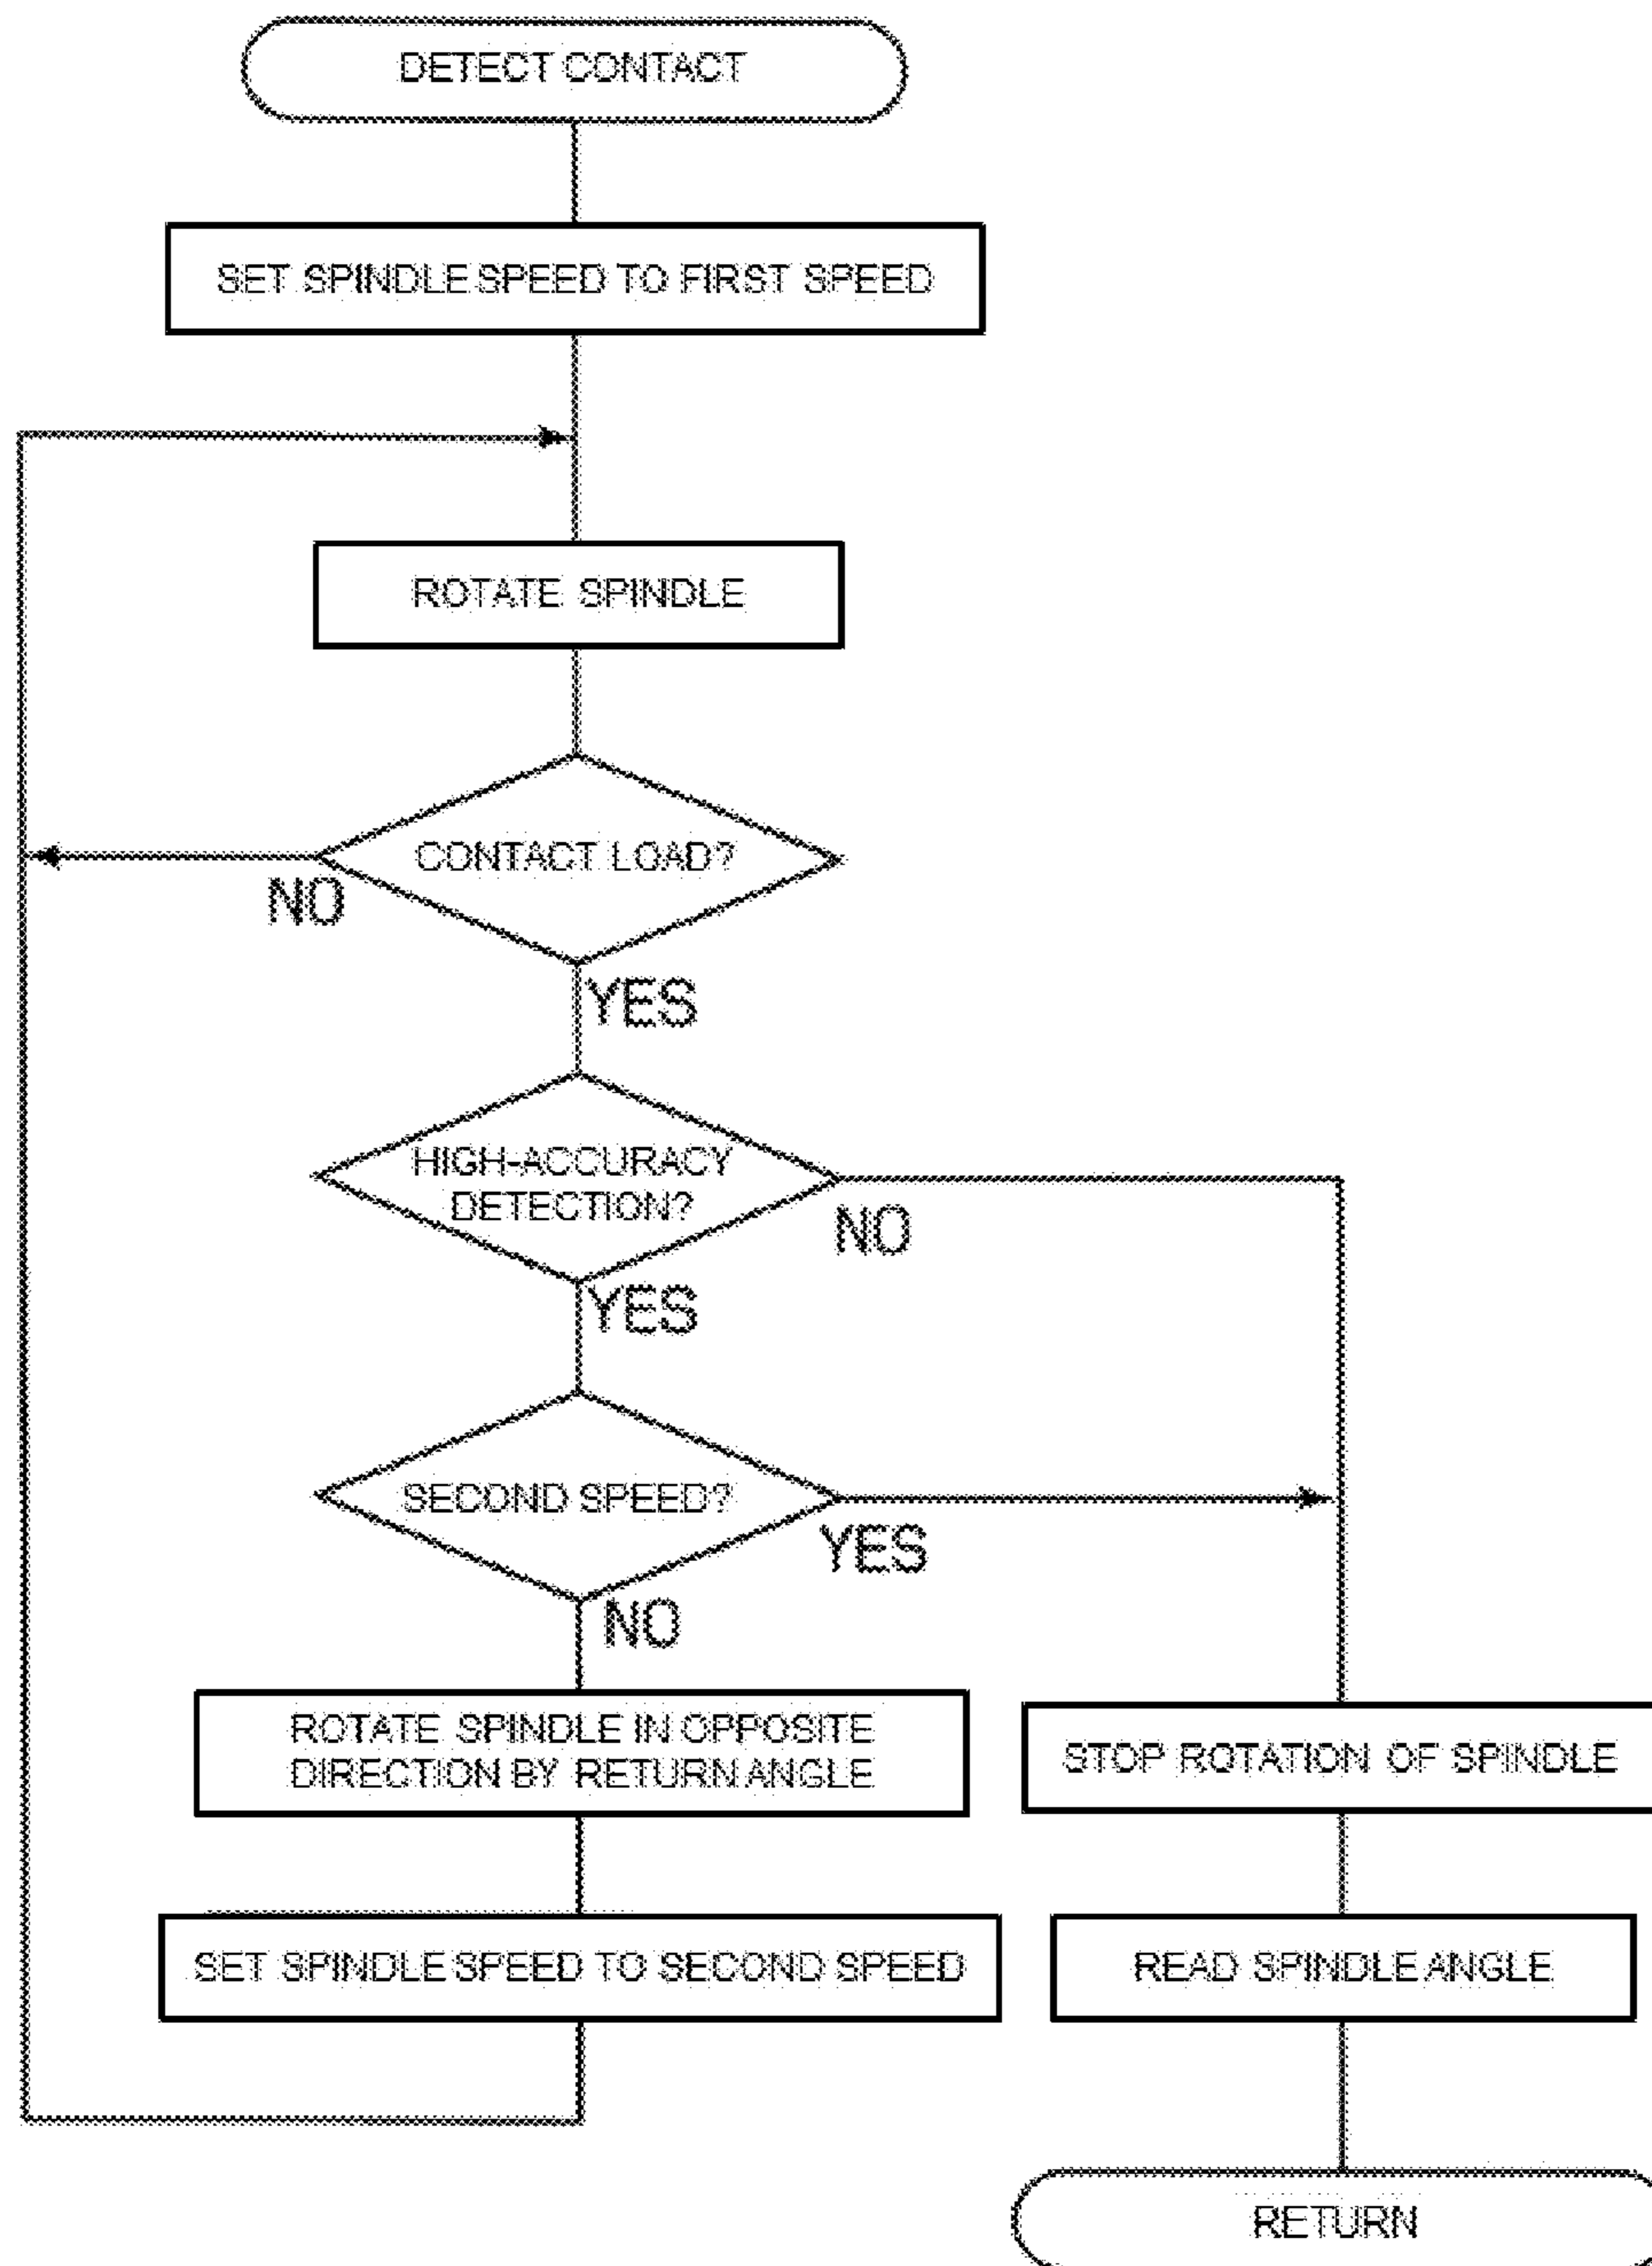 DETECT CONTACT
SET SPINDLE SPEED TO FIRST SPEED
ROTATE SPINDLE
CONTACT LOAD?
NO
YES
HIGH-ACCURACY
DETECTION?
NO
YES
SECOND SPEED?
YES
NO
ROTATE SPINDLE IN OPPOSITE
DIRECTION BY RETURN ANGLE
STOP ROTATION OF SPINDLE
SET SPINDLE SPEED TO SECOND SPEED
READ SPINDLE ANGLE
RETURN